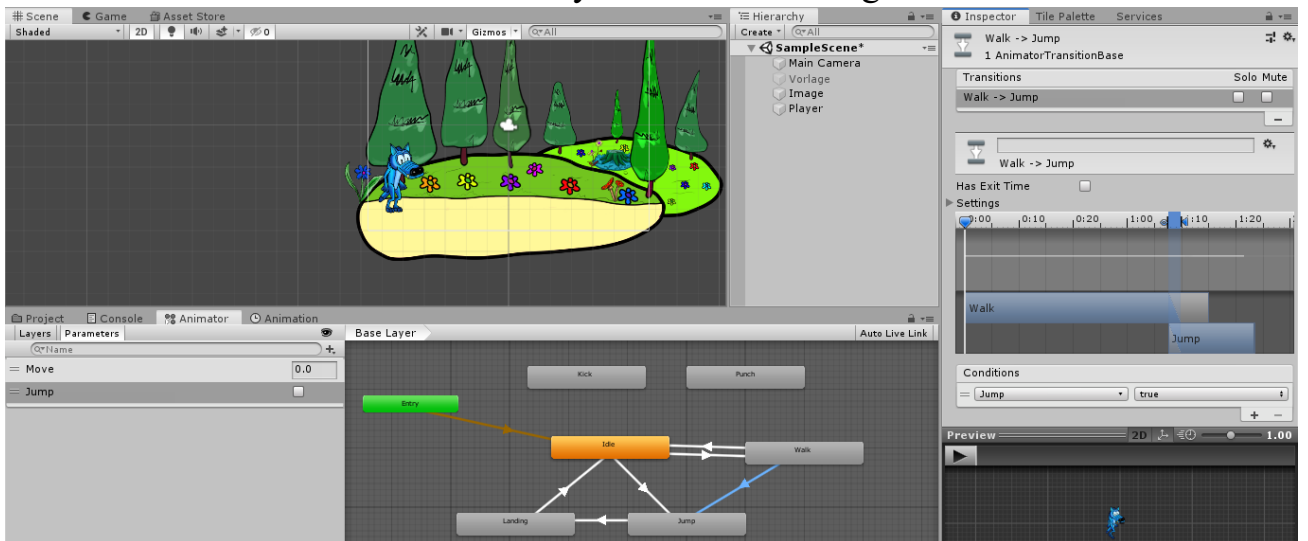 Scene Game Asset Store
Shaded 2D 0 Gizmos All
Hierarchy
Create All
SampleScene*
Main Camera
Vorlage
Image
Player
Inspector Tile Palette Services
Walk -> Jump
1 AnimatorTransitionBase
Transitions Solo Mute
Walk -> Jump
Walk -> Jump
Has Exit Time
Settings
0:00 0:10 0:20 1:00 1:10 1:20
Walk
Jump
Conditions
Jump true
Preview 2D 1.00
Project Console Animator Animation
Layers Parameters
Name
Move 0.0
Jump
Base Layer Auto Live Link
Kick Punch
Entry
Idle
Walk
Landing Jump